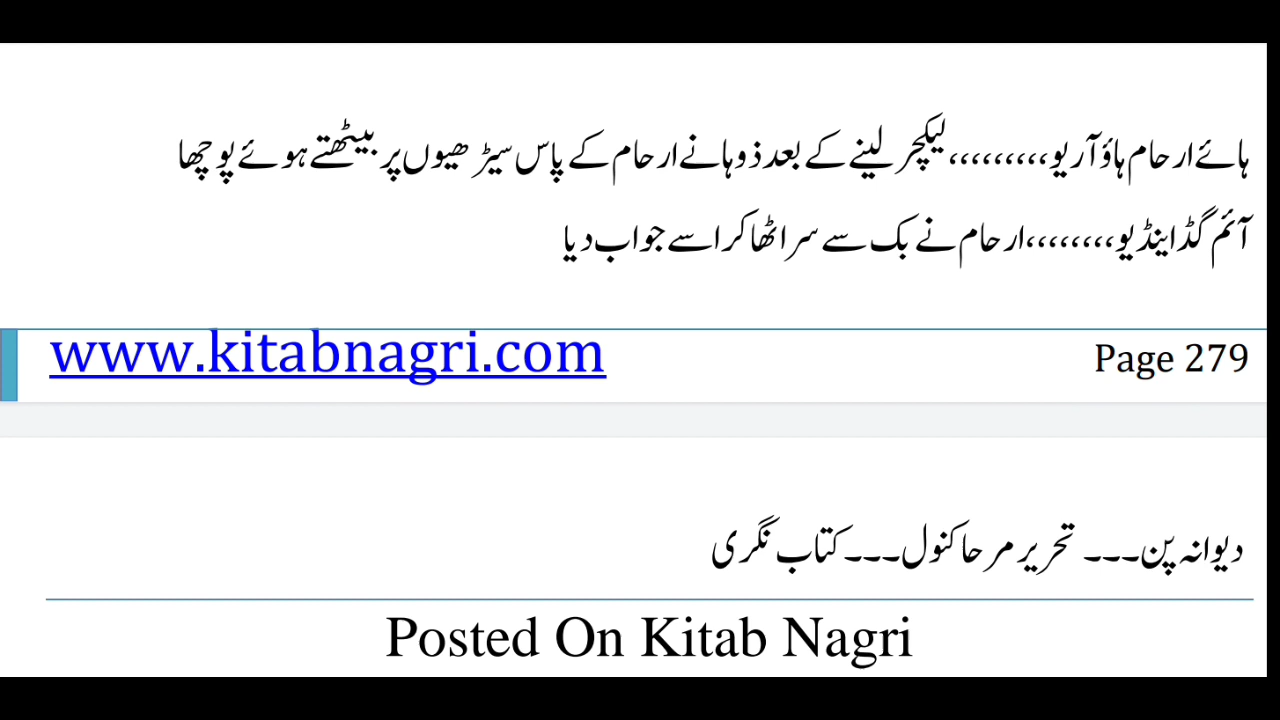 ہائے ارحام ہاؤ آر یو،،،،،،،،، لیکچر لینے کے بعد ذوہا نے ارحام کے پاس سیڑھیوں پر بیٹھتے ہوئے پوچھا
آئم گڈ اینڈ یو،،،،،،،، ارحام نے بک سے سر اٹھا کر اسے جواب دیا
www.kitabnagri.com Page 279
دیوانہ پن۔۔۔ تحریر مرحا کنول۔۔۔ کتاب نگری
Posted On Kitab Nagri